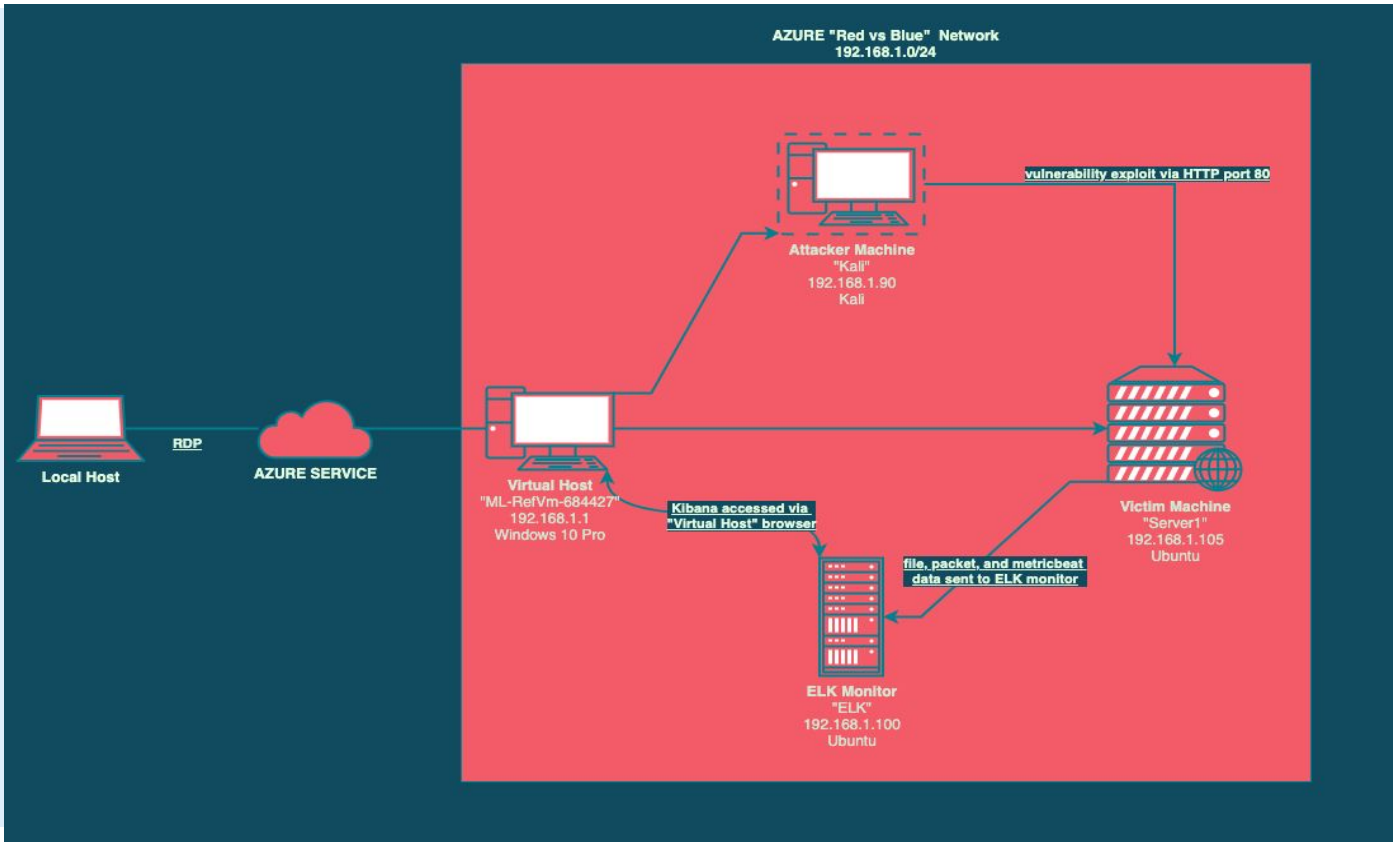 AZURE "Red vs Blue" Network
192.168.1.0/24
vulnerability exploit via HTTP port 80
Attacker Machine
"Kali"
192.168.1.90
Kali
RDP
Local Host
AZURE SERVICE
Virtual Host
"ML-RefVm-684427"
192.168.1.1
Windows 10 Pro
Kibana accessed via
"Virtual Host" browser
Victim Machine
"Server1"
192.168.1.105
Ubuntu
file, packet, and metricbeat
data sent to ELK monitor
ELK Monitor
"ELK"
192.168.1.100
Ubuntu